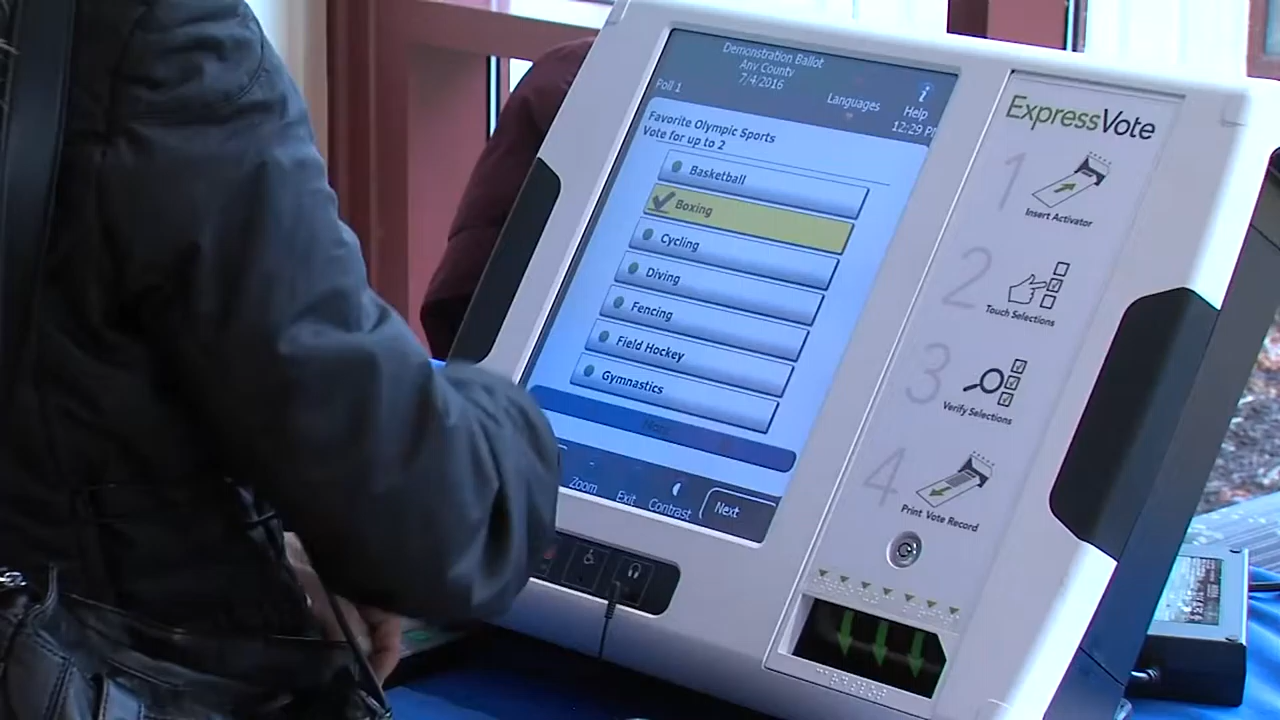 Demonstration Ballot
Any County
7/4/2016
Poll 1
Languages
Help
12:29 P
Favorite Olympic Sports
Vote for up to 2
Basketball
Boxing
Cycling
Diving
Fencing
Field Hockey
Gymnastics
More
Zoom
Exit
Contrast
Next
ExpressVote
1
Insert Activator
2
Touch Selections
3
Verify Selections
4
Print Vote Record